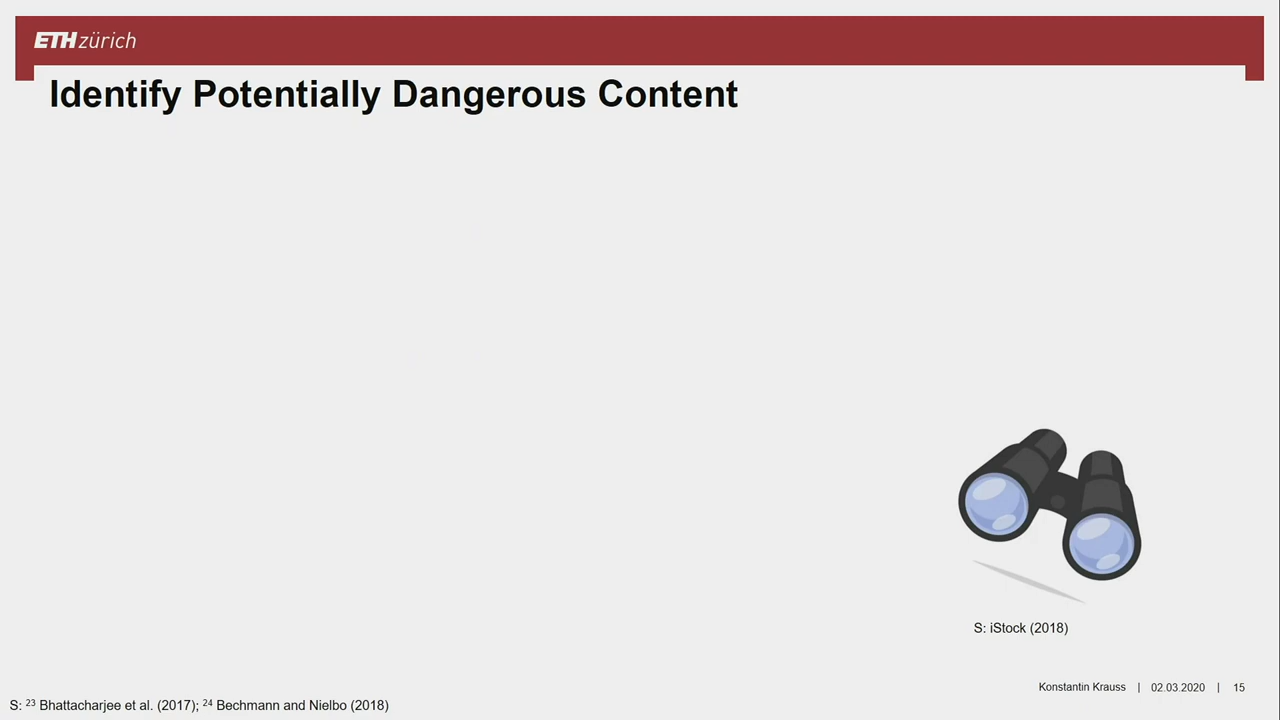 ETH zürich
Identify Potentially Dangerous Content
S: iStock (2018)
Konstantin Krauss | 02.03.2020 | 15
S: 23 Bhattacharjee et al. (2017); 24 Bechmann and Nielbo (2018)